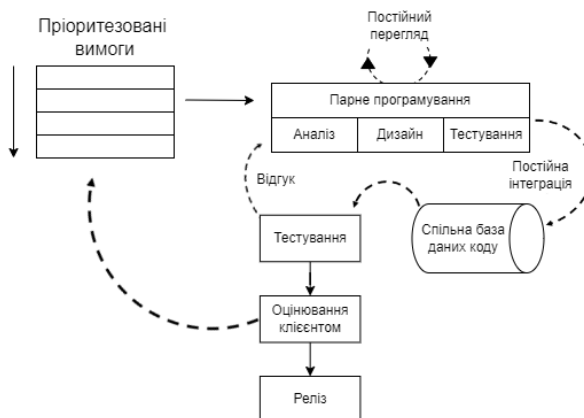 Постійний
перегляд
Пріоритезовані
вимоги
Парне програмування
Аналіз
Дизайн
Тестування
Постійна
інтеграція
Відгук
Спільна база
даних коду
Тестування
Оцінювання
клієєнтом
Реліз